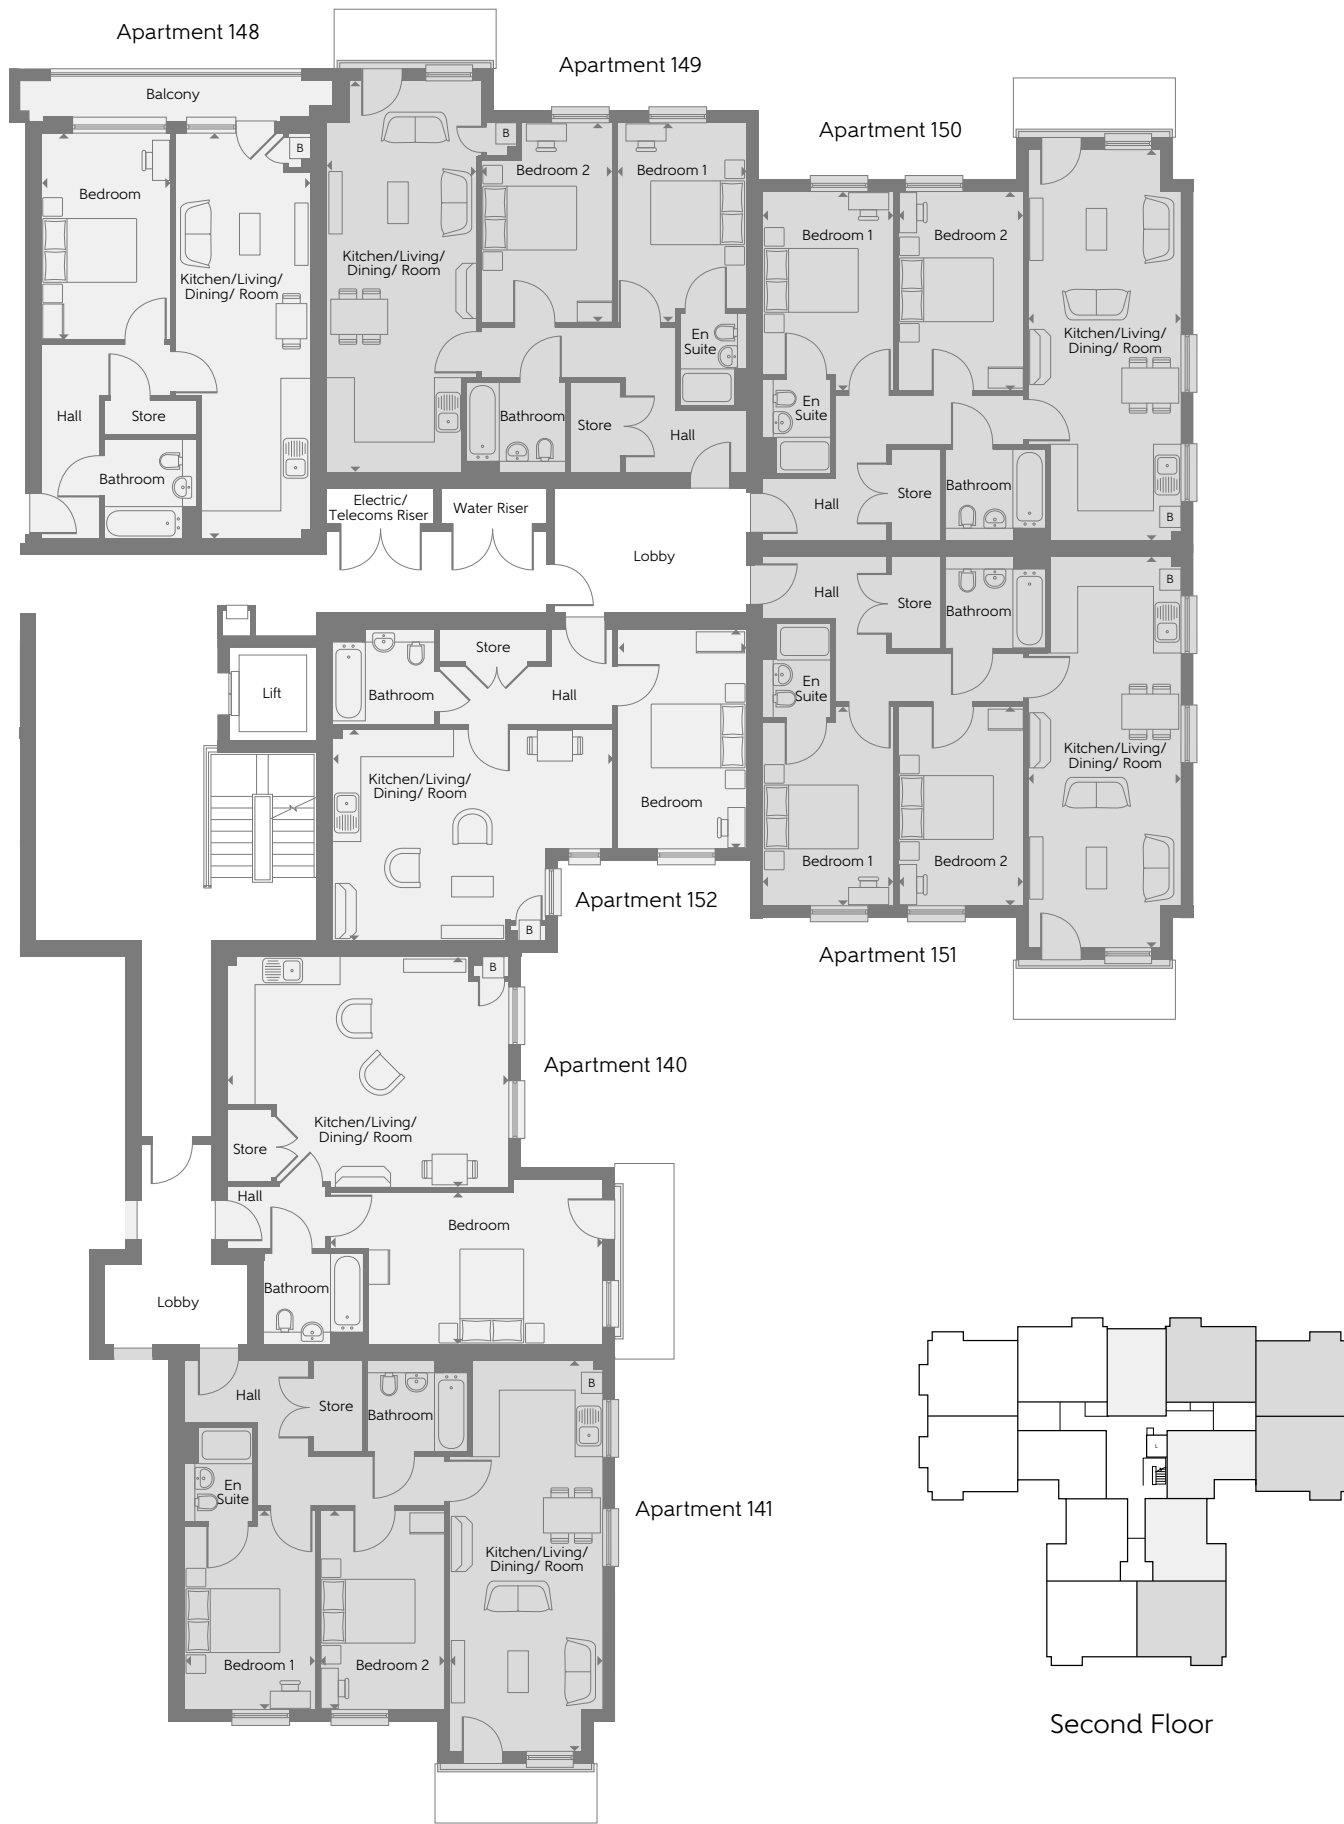 Apartment 148
Balcony
B
Bedroom
Kitchen/Living/
Dining/ Room
Hall
Store
Bathroom
Apartment 149
B
Bedroom 2
Bedroom 1
Kitchen/Living/
Dining/ Room
En
Suite
Bathroom
Store
Hall
Apartment 150
Bedroom 1
Bedroom 2
Kitchen/Living/
Dining/ Room
En
Suite
Hall
Store
Bathroom
B
Electric/
Telecoms Riser
Water Riser
Lobby
Hall
Store
Bathroom
B
En
Suite
Kitchen/Living/
Dining/ Room
Bedroom 1
Bedroom 2
Apartment 151
Lift
Bathroom
Store
Hall
Kitchen/Living/
Dining/ Room
Bedroom
B
Apartment 152
B
Apartment 140
Kitchen/Living/
Dining/ Room
Store
Hall
Bedroom
Bathroom
Lobby
Hall
Store
Bathroom
B
En
Suite
Apartment 141
Kitchen/Living/
Dining/ Room
Bedroom 1
Bedroom 2
L
Second Floor